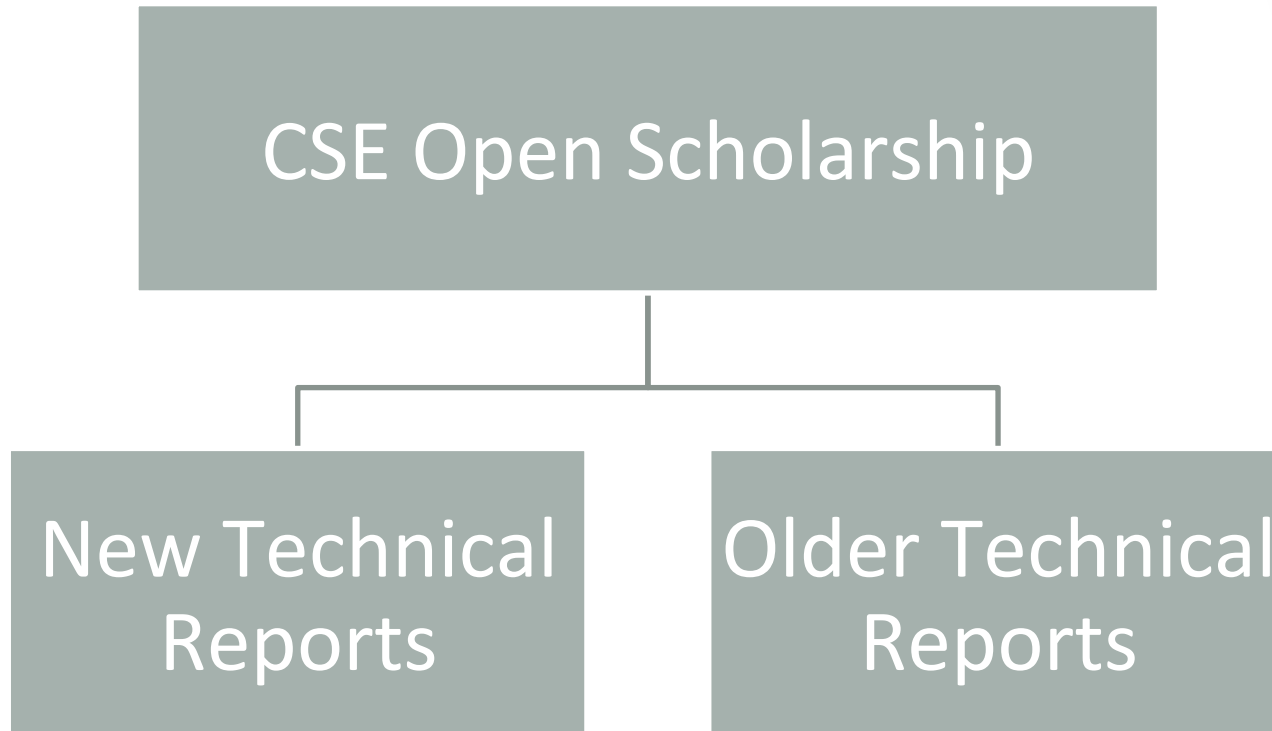 CSE Open Scholarship
New Technical
Reports
Older Technical
Reports